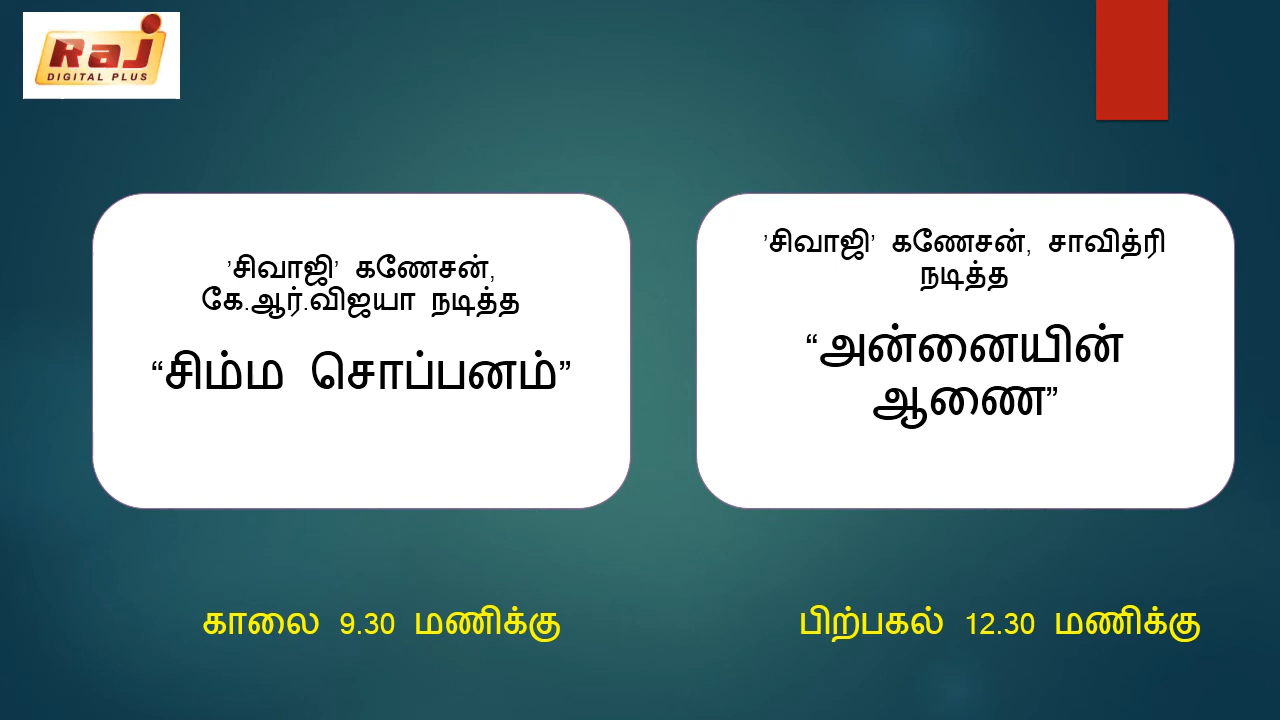 Raj
DIGITAL PLUS
’சிவாஜி’ கணேசன்,
கே.ஆர்.விஜயா நடித்த
“சிம்ம சொப்பனம்”
காலை 9.30 மணிக்கு
’சிவாஜி’ கணேசன், சாவித்ரி
நடித்த
“அன்னையின்
ஆணை”
பிற்பகல் 12.30 மணிக்கு